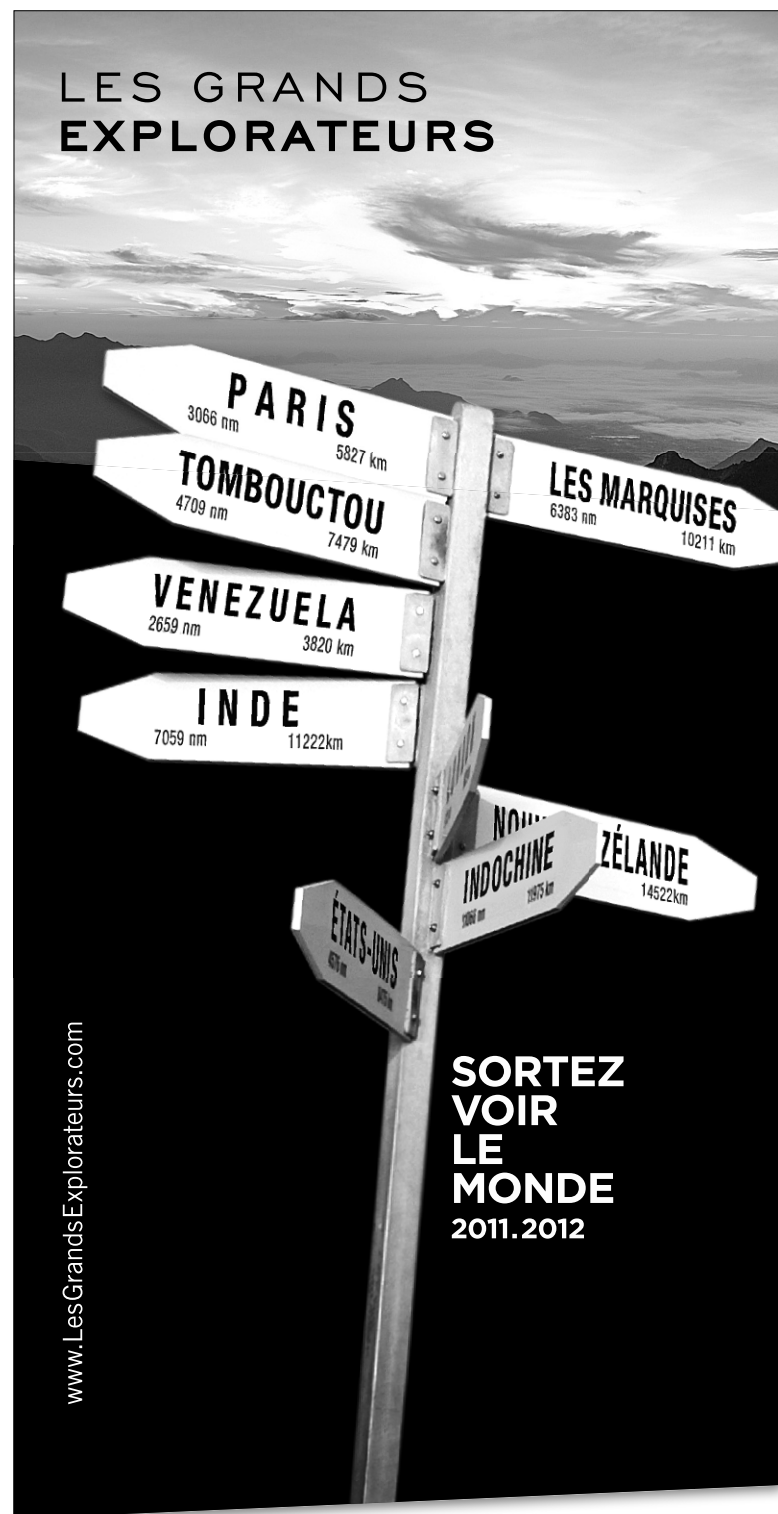 LES GRANDS
EXPLORATEURS
PARIS
3066 nm
5827 km
TOMBOUCTOU
4709 nm
7479 km
LES MARQUISES
6383 nm
10211 km
VENEZUELA
2659 nm
3820 km
INDE
7059 nm
11222km
ZÉLANDE
14522km
INDOCHINE
11975 km
ÉTATS-UNIS
SORTEZ
VOIR
LE
MONDE
2011.2012
www.LesGrandsExplorateurs.com